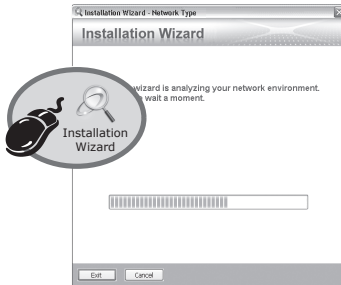 Installation Wizard - Network Type
Installation Wizard
wizard is analyzing your network environment.
wait a moment.
Installation
Wizard
Exit
Cancel